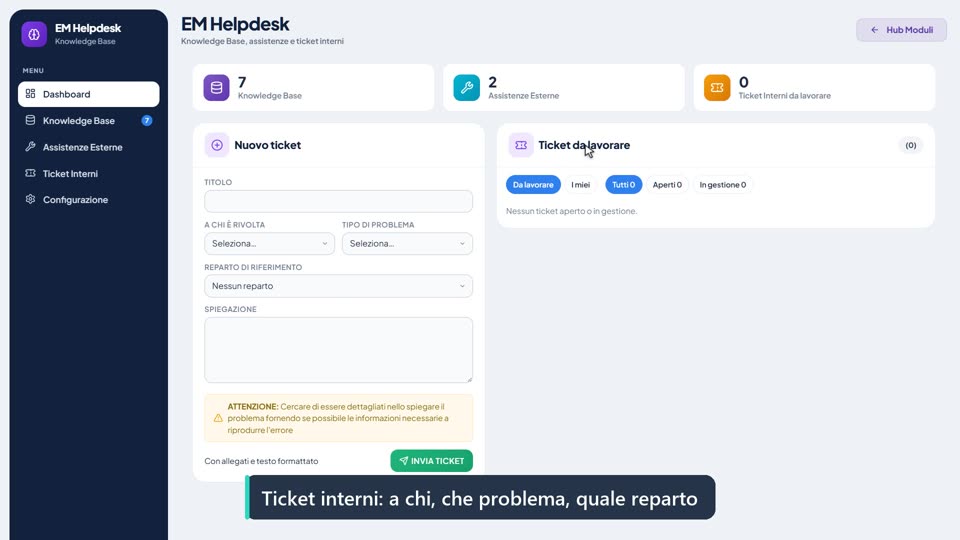 EM Helpdesk
Knowledge Base
MENU
Dashboard
Knowledge Base 7
Assistenze Esterne
Ticket Interni
Configurazione
EM Helpdesk
Knowledge Base, assistenze e ticket interni
Hub Moduli
7
Knowledge Base
2
Assistenze Esterne
0
Ticket Interni da lavorare
Nuovo ticket
TITOLO
A CHI È RIVOLTA TIPO DI PROBLEMA
Seleziona... Seleziona...
REPARTO DI RIFERIMENTO
Nessun reparto
SPIEGAZIONE
ATTENZIONE: Cercare di essere dettagliati nello spiegare il
problema fornendo se possibile le informazioni necessarie a
riprodurre l'errore
Con allegati e testo formattato INVIA TICKET
Ticket da lavorare (0)
Da lavorare I miei Tutti 0 Aperti 0 In gestione 0
Nessun ticket aperto o in gestione.
Ticket interni: a chi, che problema, quale reparto